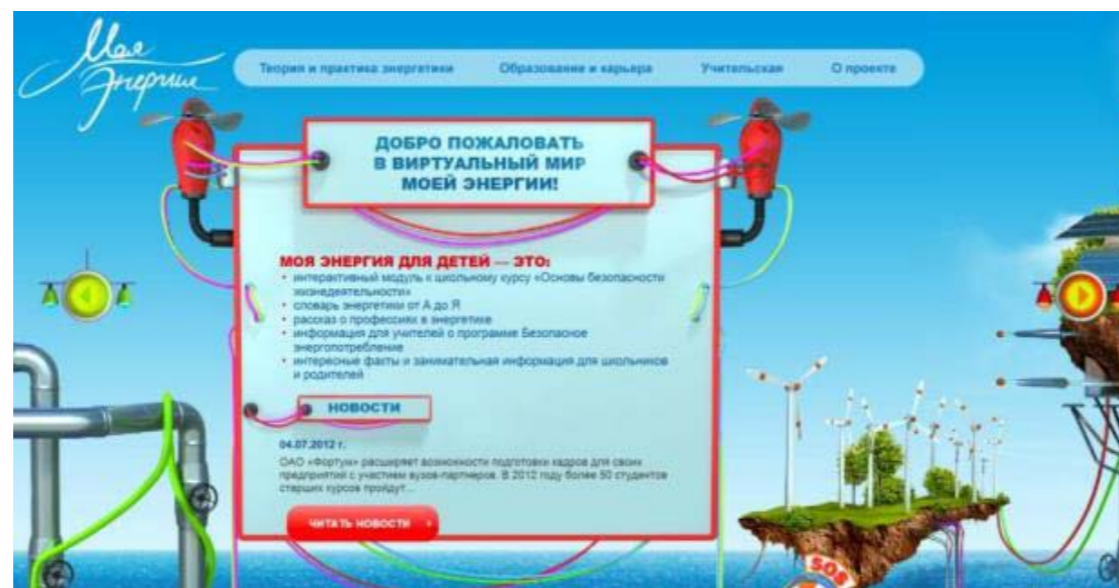 Моя
Энергия
Теория и практика энергетики Образование и карьера Учительская О проекте
ДОБРО ПОЖАЛОВАТЬ
В ВИРТУАЛЬНЫЙ МИР
МОЕЙ ЭНЕРГИИ!
МОЯ ЭНЕРГИЯ ДЛЯ ДЕТЕЙ — ЭТО:
• интерактивный модуль к школьному курсу «Основы безопасности
жизнедеятельности»
• словарь энергетики от А до Я
• рассказ о профессиях в энергетике
• информация для учителей о программе Безопасное
энергопотребление
• интересные факты и занимательная информация для школьников
и родителей
НОВОСТИ
04.07.2012 г.
ОАО «Фортум» расширяет возможности подготовки кадров для своих
предприятий с участием вузов-партнеров. В 2012 году более 50 студентов
старших курсов пройдут...
ЧИТАТЬ НОВОСТИ
SOS